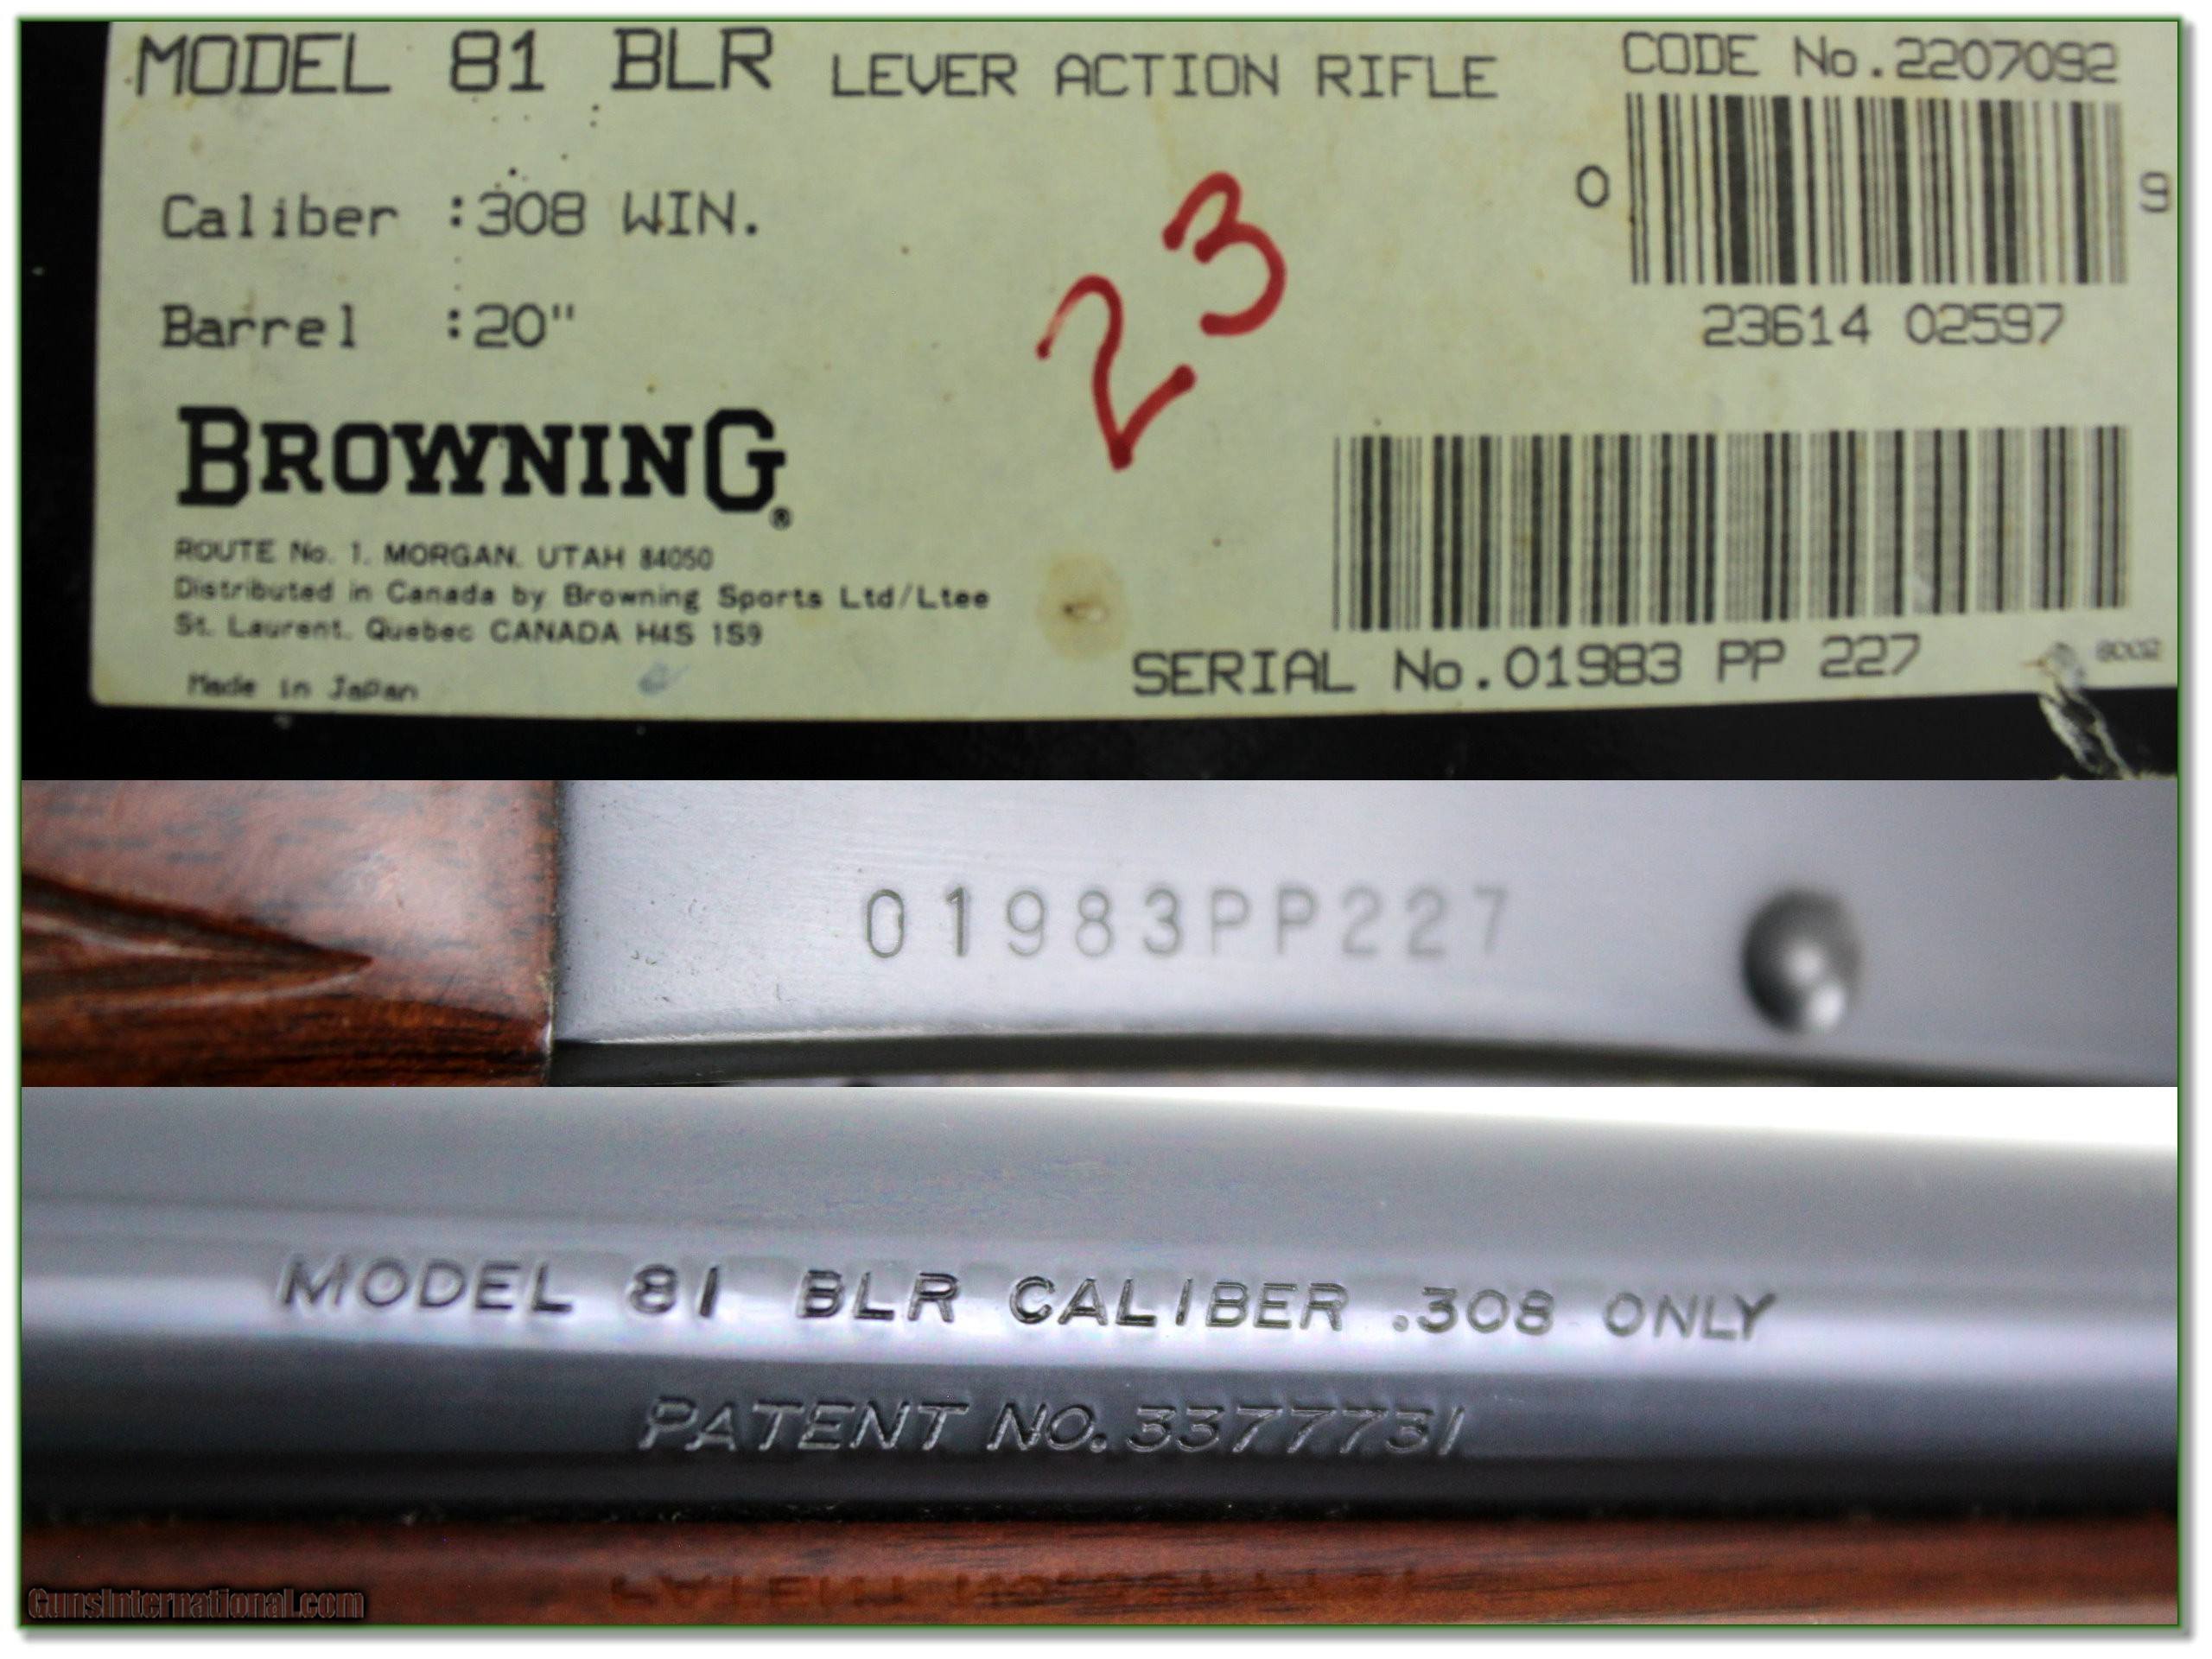 MODEL 81 BLR LEVER ACTION RIFLE
CODE No.2207092
Caliber :308 WIN.
0 9
23
Barrel :20"
23614 02597
BROWNING®
ROUTE No. 1. MORGAN. UTAH 84050
Distributed in Canada by Browning Sports Ltd/Ltee
St. Laurent. Quebec CANADA H4S 1S9
Made in Japan
SERIAL No.01983 PP 227
8002
01983PP227
MODEL 81 BLR CALIBER .308 ONLY
PATENT NO. 3377731
GunsInternational.com